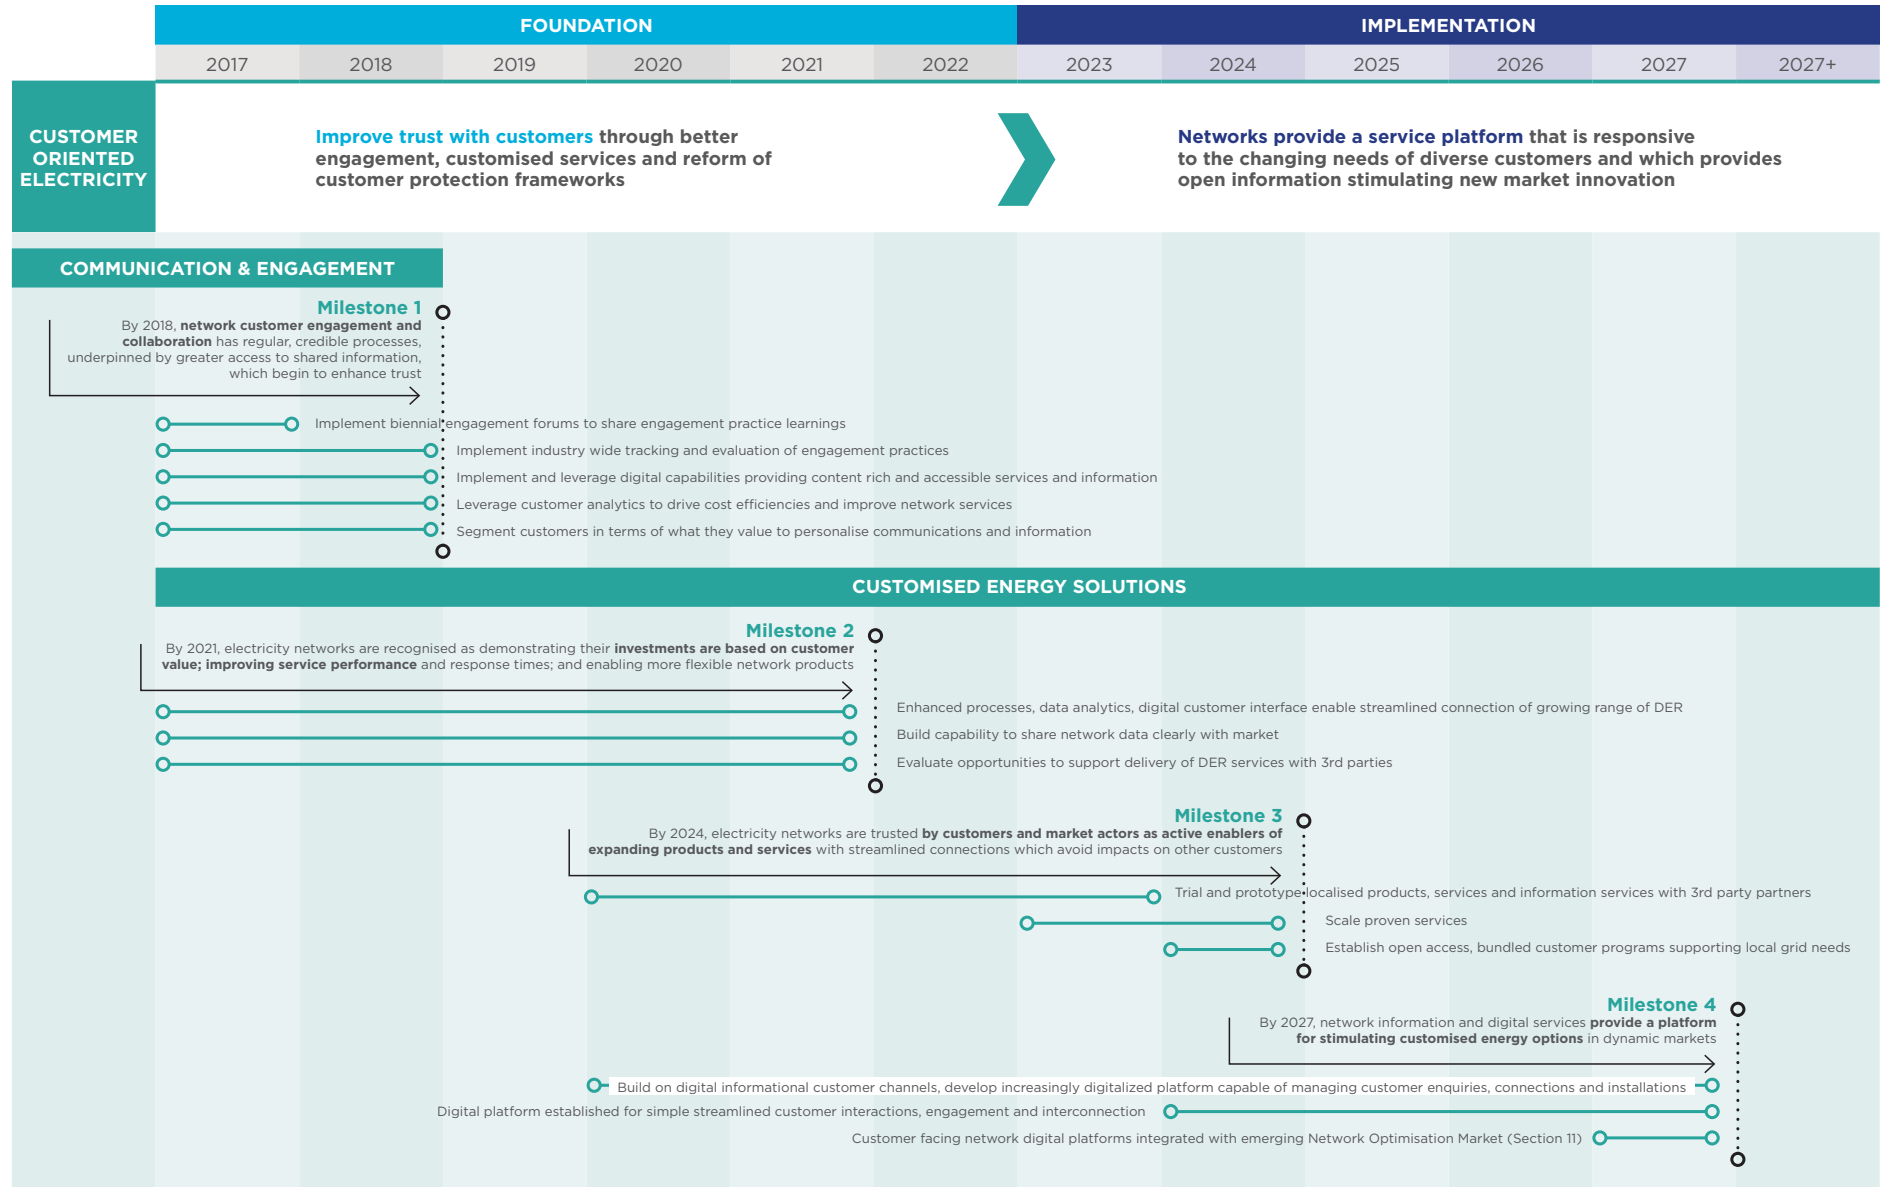 FOUNDATION
IMPLEMENTATION
2017
2018
2019
2020
2021
2022
2023
2024
2025
2026
2027
2027+
CUSTOMER
ORIENTED
ELECTRICITY
Improve trust with customers through better
engagement, customised services and reform of
customer protection frameworks
Networks provide a service platform that is responsive
to the changing needs of diverse customers and which provides
open information stimulating new market innovation
COMMUNICATION & ENGAGEMENT
Milestone 1
By 2018, network customer engagement and
collaboration has regular, credible processes,
underpinned by greater access to shared information,
which begin to enhance trust
Implement biennial engagement forums to share engagement practice learnings
Implement industry wide tracking and evaluation of engagement practices
Implement and leverage digital capabilities providing content rich and accessible services and information
Leverage customer analytics to drive cost efficiencies and improve network services
Segment customers in terms of what they value to personalise communications and information
CUSTOMISED ENERGY SOLUTIONS
Milestone 2
By 2021, electricity networks are recognised as demonstrating their investments are based on customer
value; improving service performance and response times; and enabling more flexible network products
Enhanced processes, data analytics, digital customer interface enable streamlined connection of growing range of DER
Build capability to share network data clearly with market
Evaluate opportunities to support delivery of DER services with 3rd parties
Milestone 3
By 2024, electricity networks are trusted by customers and market actors as active enablers of
expanding products and services with streamlined connections which avoid impacts on other customers
Trial and prototype localised products, services and information services with 3rd party partners
Scale proven services
Establish open access, bundled customer programs supporting local grid needs
Milestone 4
By 2027, network information and digital services provide a platform
for stimulating customised energy options in dynamic markets
Build on digital informational customer channels, develop increasingly digitalized platform capable of managing customer enquiries, connections and installations
Digital platform established for simple streamlined customer interactions, engagement and interconnection
Customer facing network digital platforms integrated with emerging Network Optimisation Market (Section 11)